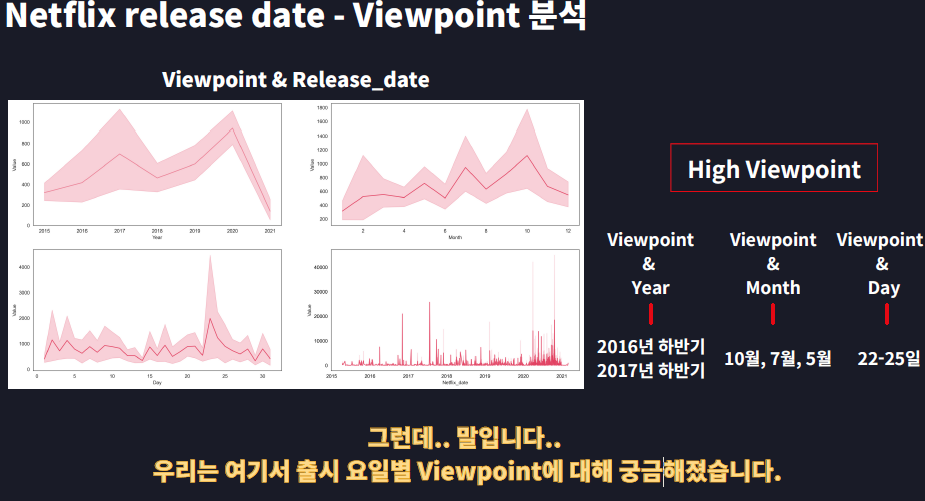 Netflix release date - Viewpoint 분석
Viewpoint & Release_date
Value
1000
800
600
400
200
0
2015 2016 2017 2018 2019 2020 2021
Year
Value
1800
1600
1400
1200
1000
800
600
400
200
2 4 6 8 10 12
Month
Value
4000
3000
2000
1000
0
0 5 10 15 20 25 30
Day
Value
40000
30000
20000
10000
0
2015 2016 2017 2018 2019 2020 2021
Netflix_date
High Viewpoint
Viewpoint
&
Year
2016년 하반기
2017년 하반기
Viewpoint
&
Month
10월, 7월, 5월
Viewpoint
&
Day
22-25일
그런데.. 말입니다..
우리는 여기서 출시 요일별 Viewpoint에 대해 궁금해졌습니다.